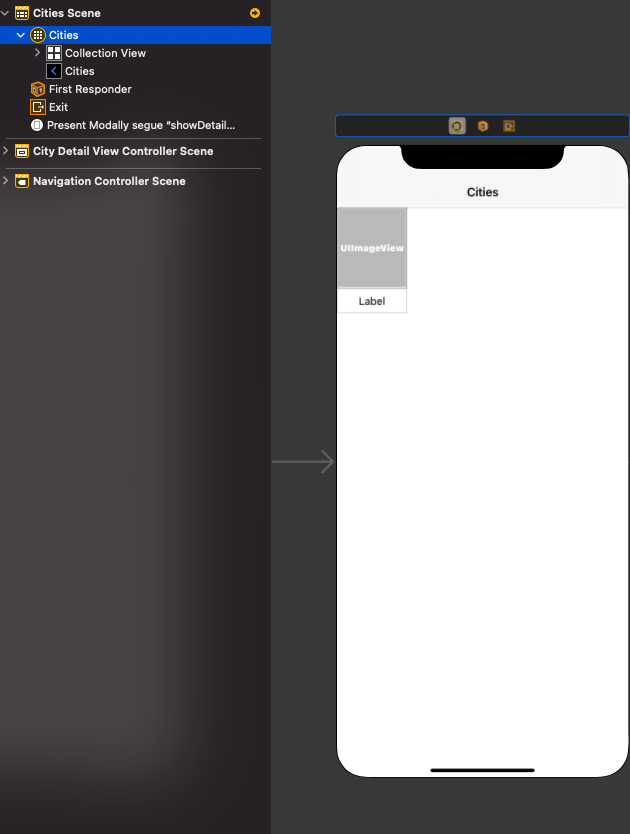 Cities Scene
Cities
Collection View
Cities
First Responder
Exit
Present Modally segue "showDetail...
City Detail View Controller Scene
Navigation Controller Scene
Cities
UIImageView
Label